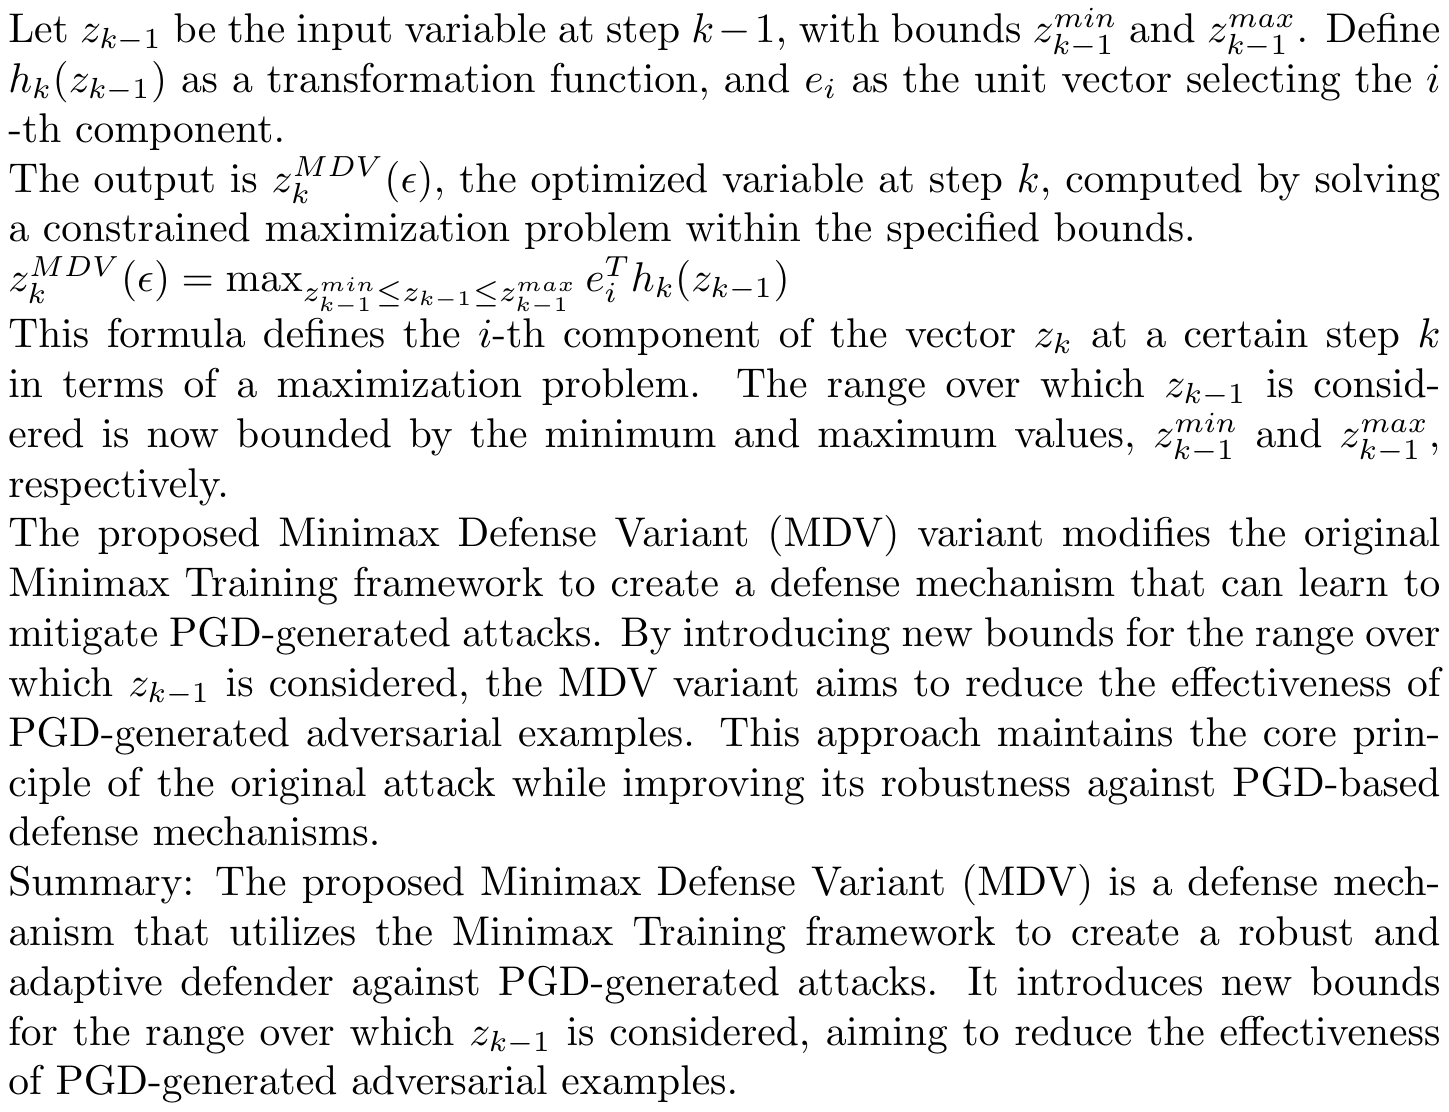 Let $z_{k-1}$ be the input variable at step $k-1$, with bounds $z_{k-1}^{min}$ and $z_{k-1}^{max}$. Define
$h_k(z_{k-1})$ as a transformation function, and $e_i$ as the unit vector selecting the $i$
-th component.
The output is $z_k^{MDV}(\epsilon)$, the optimized variable at step $k$, computed by solving
a constrained maximization problem within the specified bounds.
$z_k^{MDV}(\epsilon) = \max_{z_{k-1}^{min} \leq z_{k-1} \leq z_{k-1}^{max}} e_i^T h_k(z_{k-1})$
This formula defines the $i$-th component of the vector $z_k$ at a certain step $k$
in terms of a maximization problem. The range over which $z_{k-1}$ is consid-
ered is now bounded by the minimum and maximum values, $z_{k-1}^{min}$ and $z_{k-1}^{max}$,
respectively.
The proposed Minimax Defense Variant (MDV) variant modifies the original
Minimax Training framework to create a defense mechanism that can learn to
mitigate PGD-generated attacks. By introducing new bounds for the range over
which $z_{k-1}$ is considered, the MDV variant aims to reduce the effectiveness of
PGD-generated adversarial examples. This approach maintains the core prin-
ciple of the original attack while improving its robustness against PGD-based
defense mechanisms.
Summary: The proposed Minimax Defense Variant (MDV) is a defense mech-
anism that utilizes the Minimax Training framework to create a robust and
adaptive defender against PGD-generated attacks. It introduces new bounds
for the range over which $z_{k-1}$ is considered, aiming to reduce the effectiveness
of PGD-generated adversarial examples.